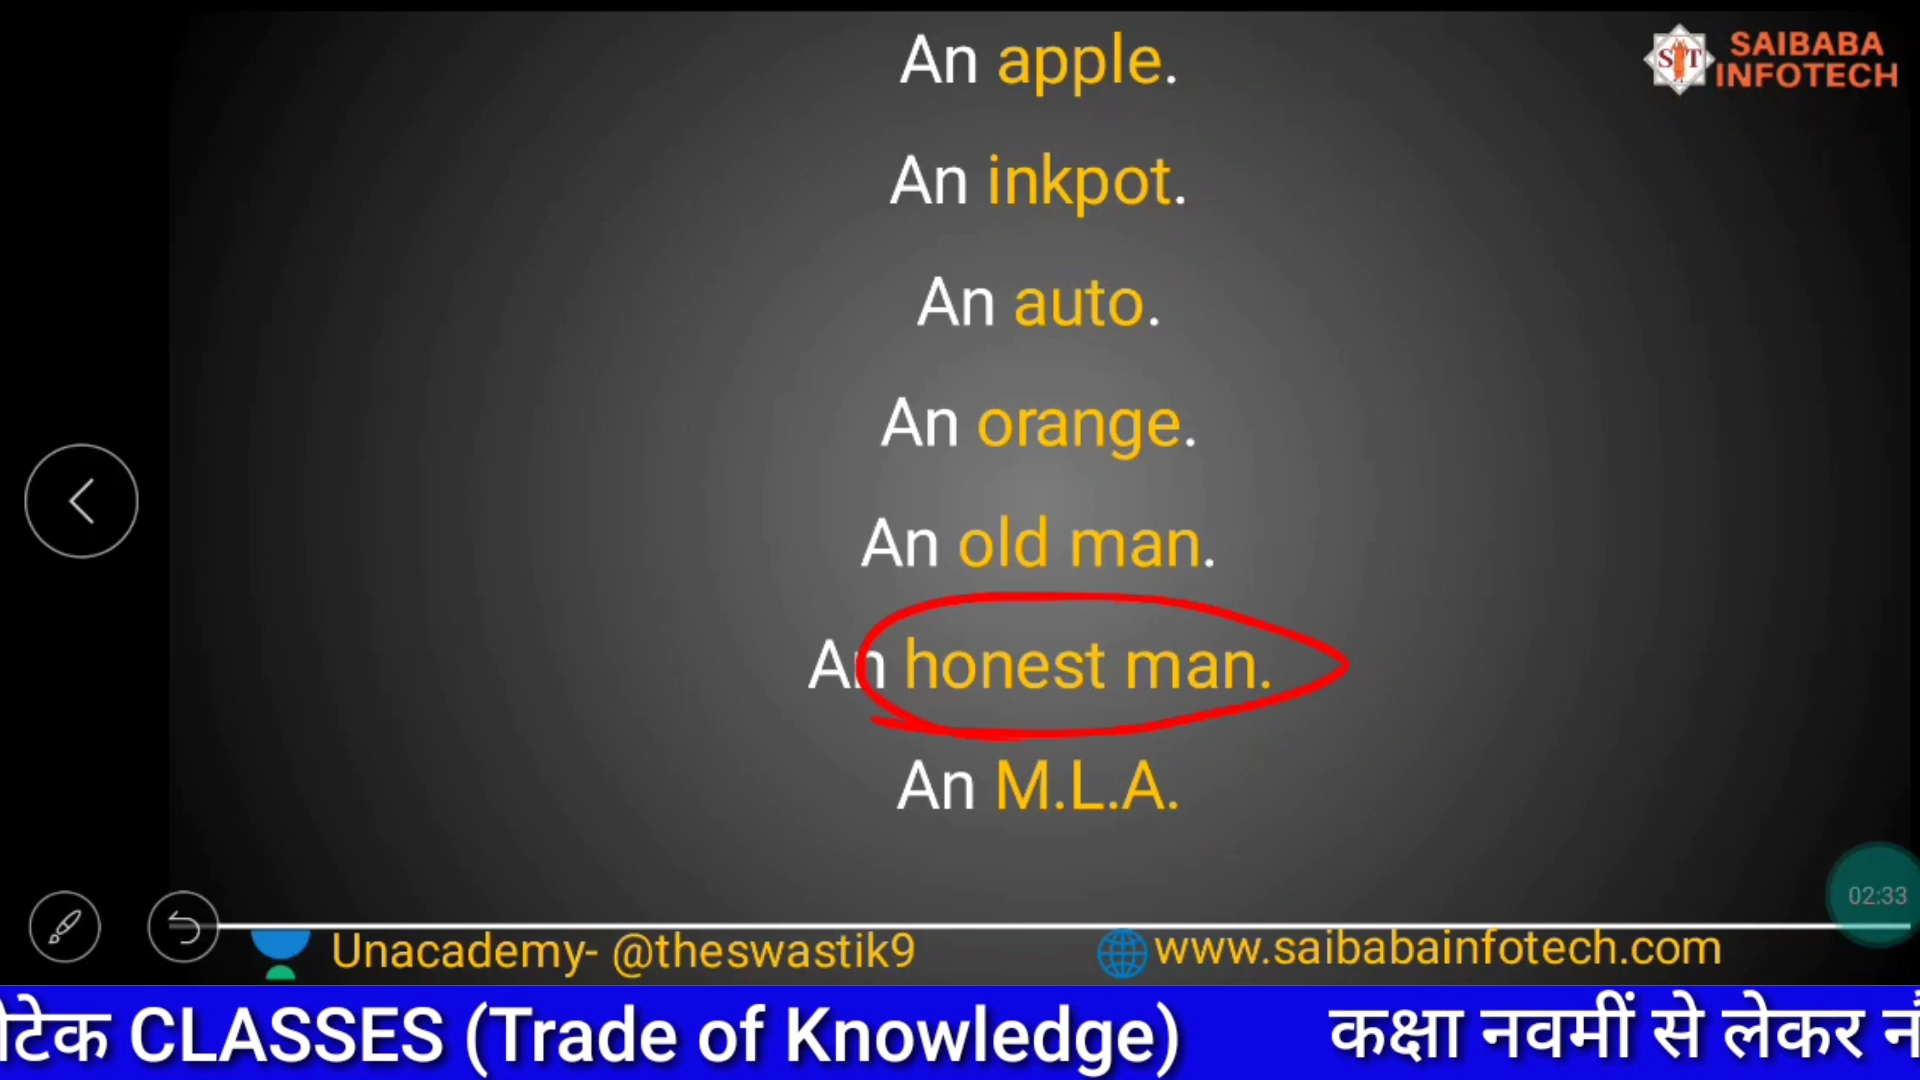 An apple.
SAIBABA
INFOTECH
SIT
An inkpot.
An auto.
An orange.
An old man.
An honest man.
An M.L.A.
02:33
Unacademy- @theswastik9
www.saibabainfotech.com
CLASSES (Trade of Knowledge) कक्षा नवमीं से लेकर